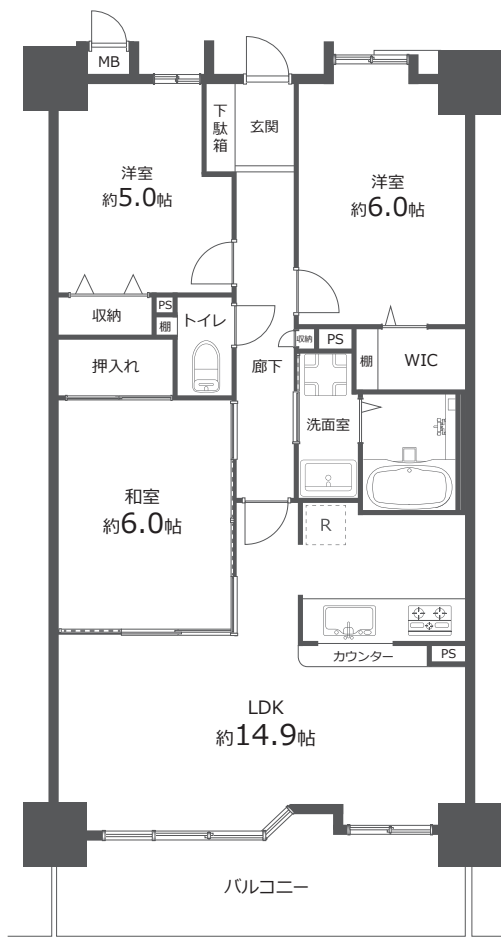 MB
下駄箱
玄関
洋室
約5.0帖
洋室
約6.0帖
収納
PS
棚
トイレ
押入れ
廊下
収納
PS
棚
WIC
洗面室
和室
約6.0帖
R
カウンター
PS
LDK
約14.9帖
バルコニー